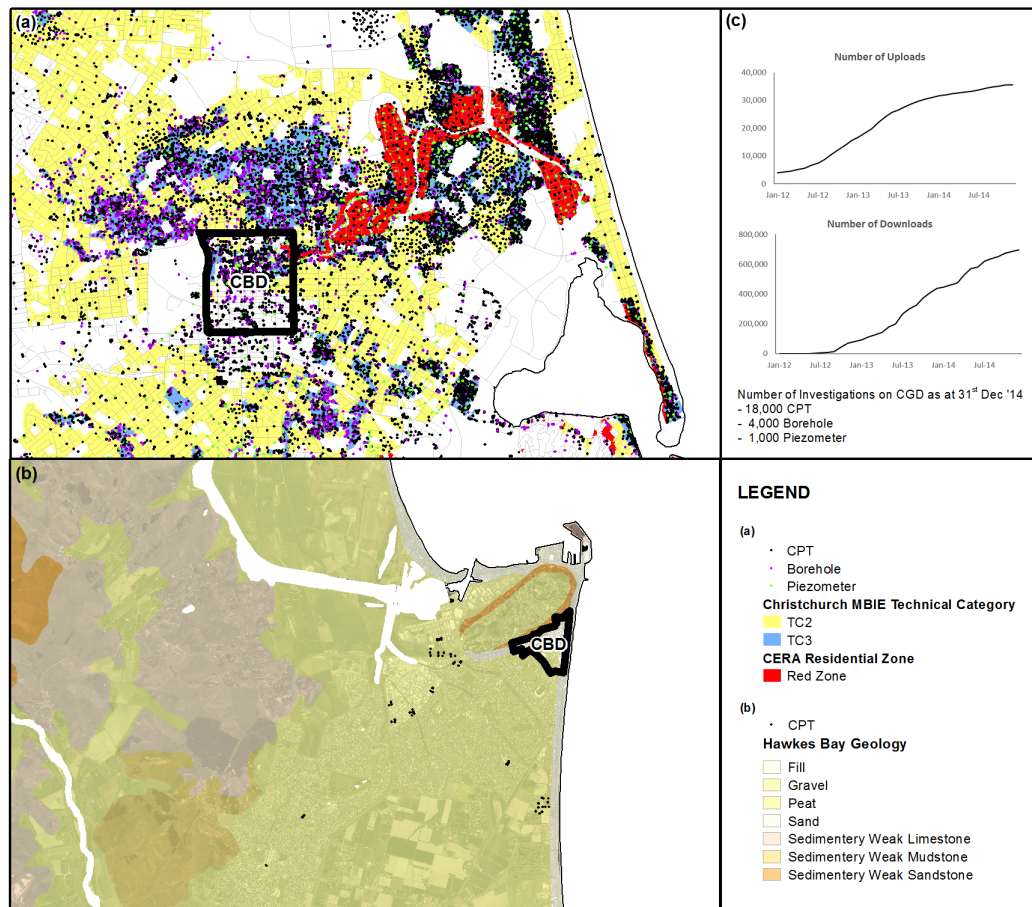 (a)
CBD
(c)
Number of Uploads
40,000
30,000
20,000
10,000
0
Jan-12 Jul-12 Jan-13 Jul-13 Jan-14 Jul-14
Number of Downloads
800,000
600,000
400,000
200,000
0
Jan-12 Jul-12 Jan-13 Jul-13 Jan-14 Jul-14
Number of Investigations on CGD as at 31st Dec '14
- 18,000 CPT
- 4,000 Borehole
- 1,000 Piezometer
(b)
CBD
LEGEND
(a)
CPT
Borehole
Piezometer
Christchurch MBIE Technical Category
TC2
TC3
CERA Residential Zone
Red Zone
(b)
CPT
Hawkes Bay Geology
Fill
Gravel
Peat
Sand
Sedimentery Weak Limestone
Sedimentery Weak Mudstone
Sedimentery Weak Sandstone